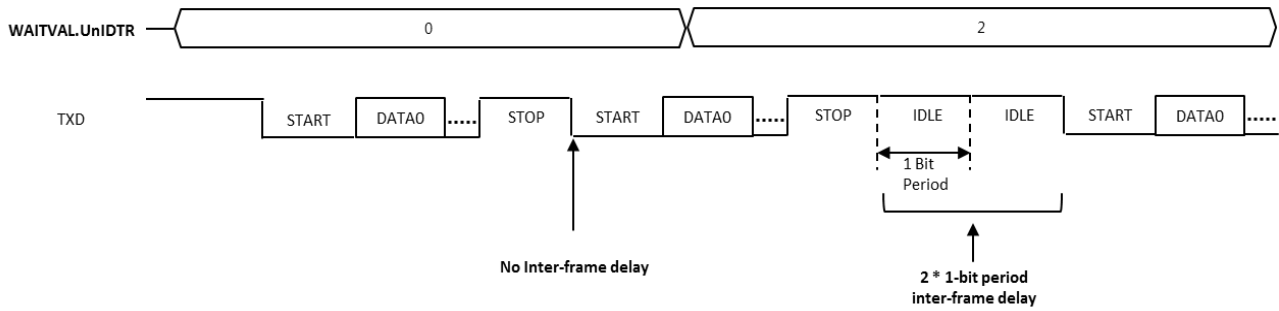 WAITVAL.UnIDTR 0 2
TXD START DATA0 ..... STOP START DATA0 ..... STOP IDLE IDLE START DATA0 .....
1 Bit
Period
No Inter-frame delay
2 * 1-bit period
inter-frame delay